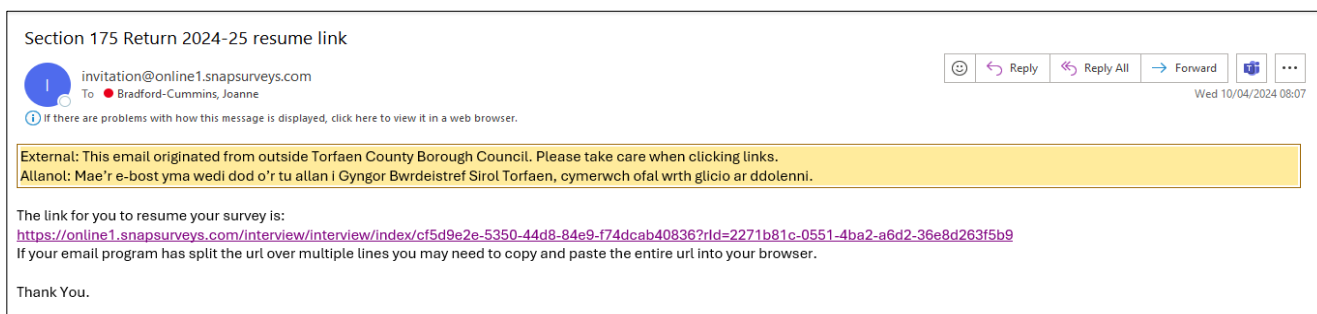 Section 175 Return 2024-25 resume link
I
invitation@online1.snapsurveys.com
To Bradford-Cummins, Joanne
Reply
Reply All
Forward
Wed 10/04/2024 08:07
If there are problems with how this message is displayed, click here to view it in a web browser.
External: This email originated from outside Torfaen County Borough Council. Please take care when clicking links.
Allanol: Mae’r e-bost yma wedi dod o’r tu allan i Gyngor Bwrdeistref Sirol Torfaen, cymerwch ofal wrth glicio ar ddolenni.
The link for you to resume your survey is:
https://online1.snapsurveys.com/interview/interview/index/cf5d9e2e-5350-44d8-84e9-f74dcab40836?rId=2271b81c-0551-4ba2-a6d2-36e8d263f5b9
If your email program has split the url over multiple lines you may need to copy and paste the entire url into your browser.
Thank You.